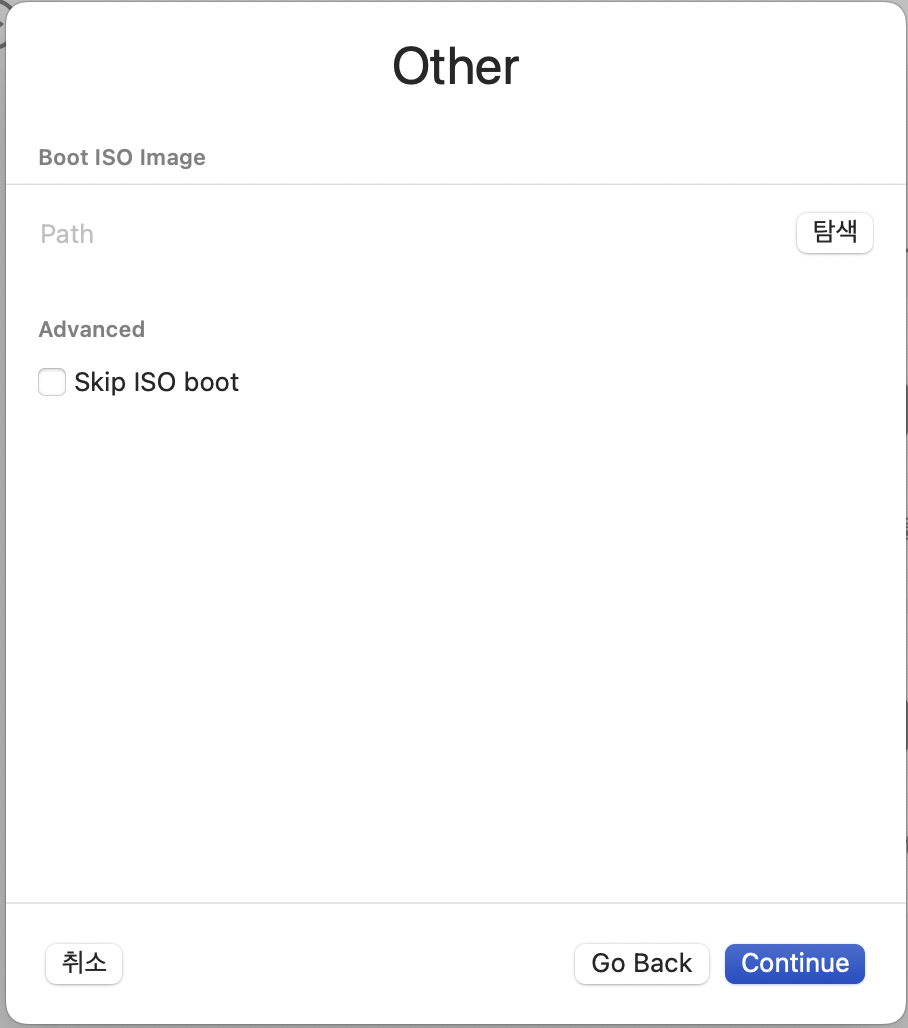 Other
Boot ISO Image
Path
탐색
Advanced
Skip ISO boot
취소
Go Back
Continue